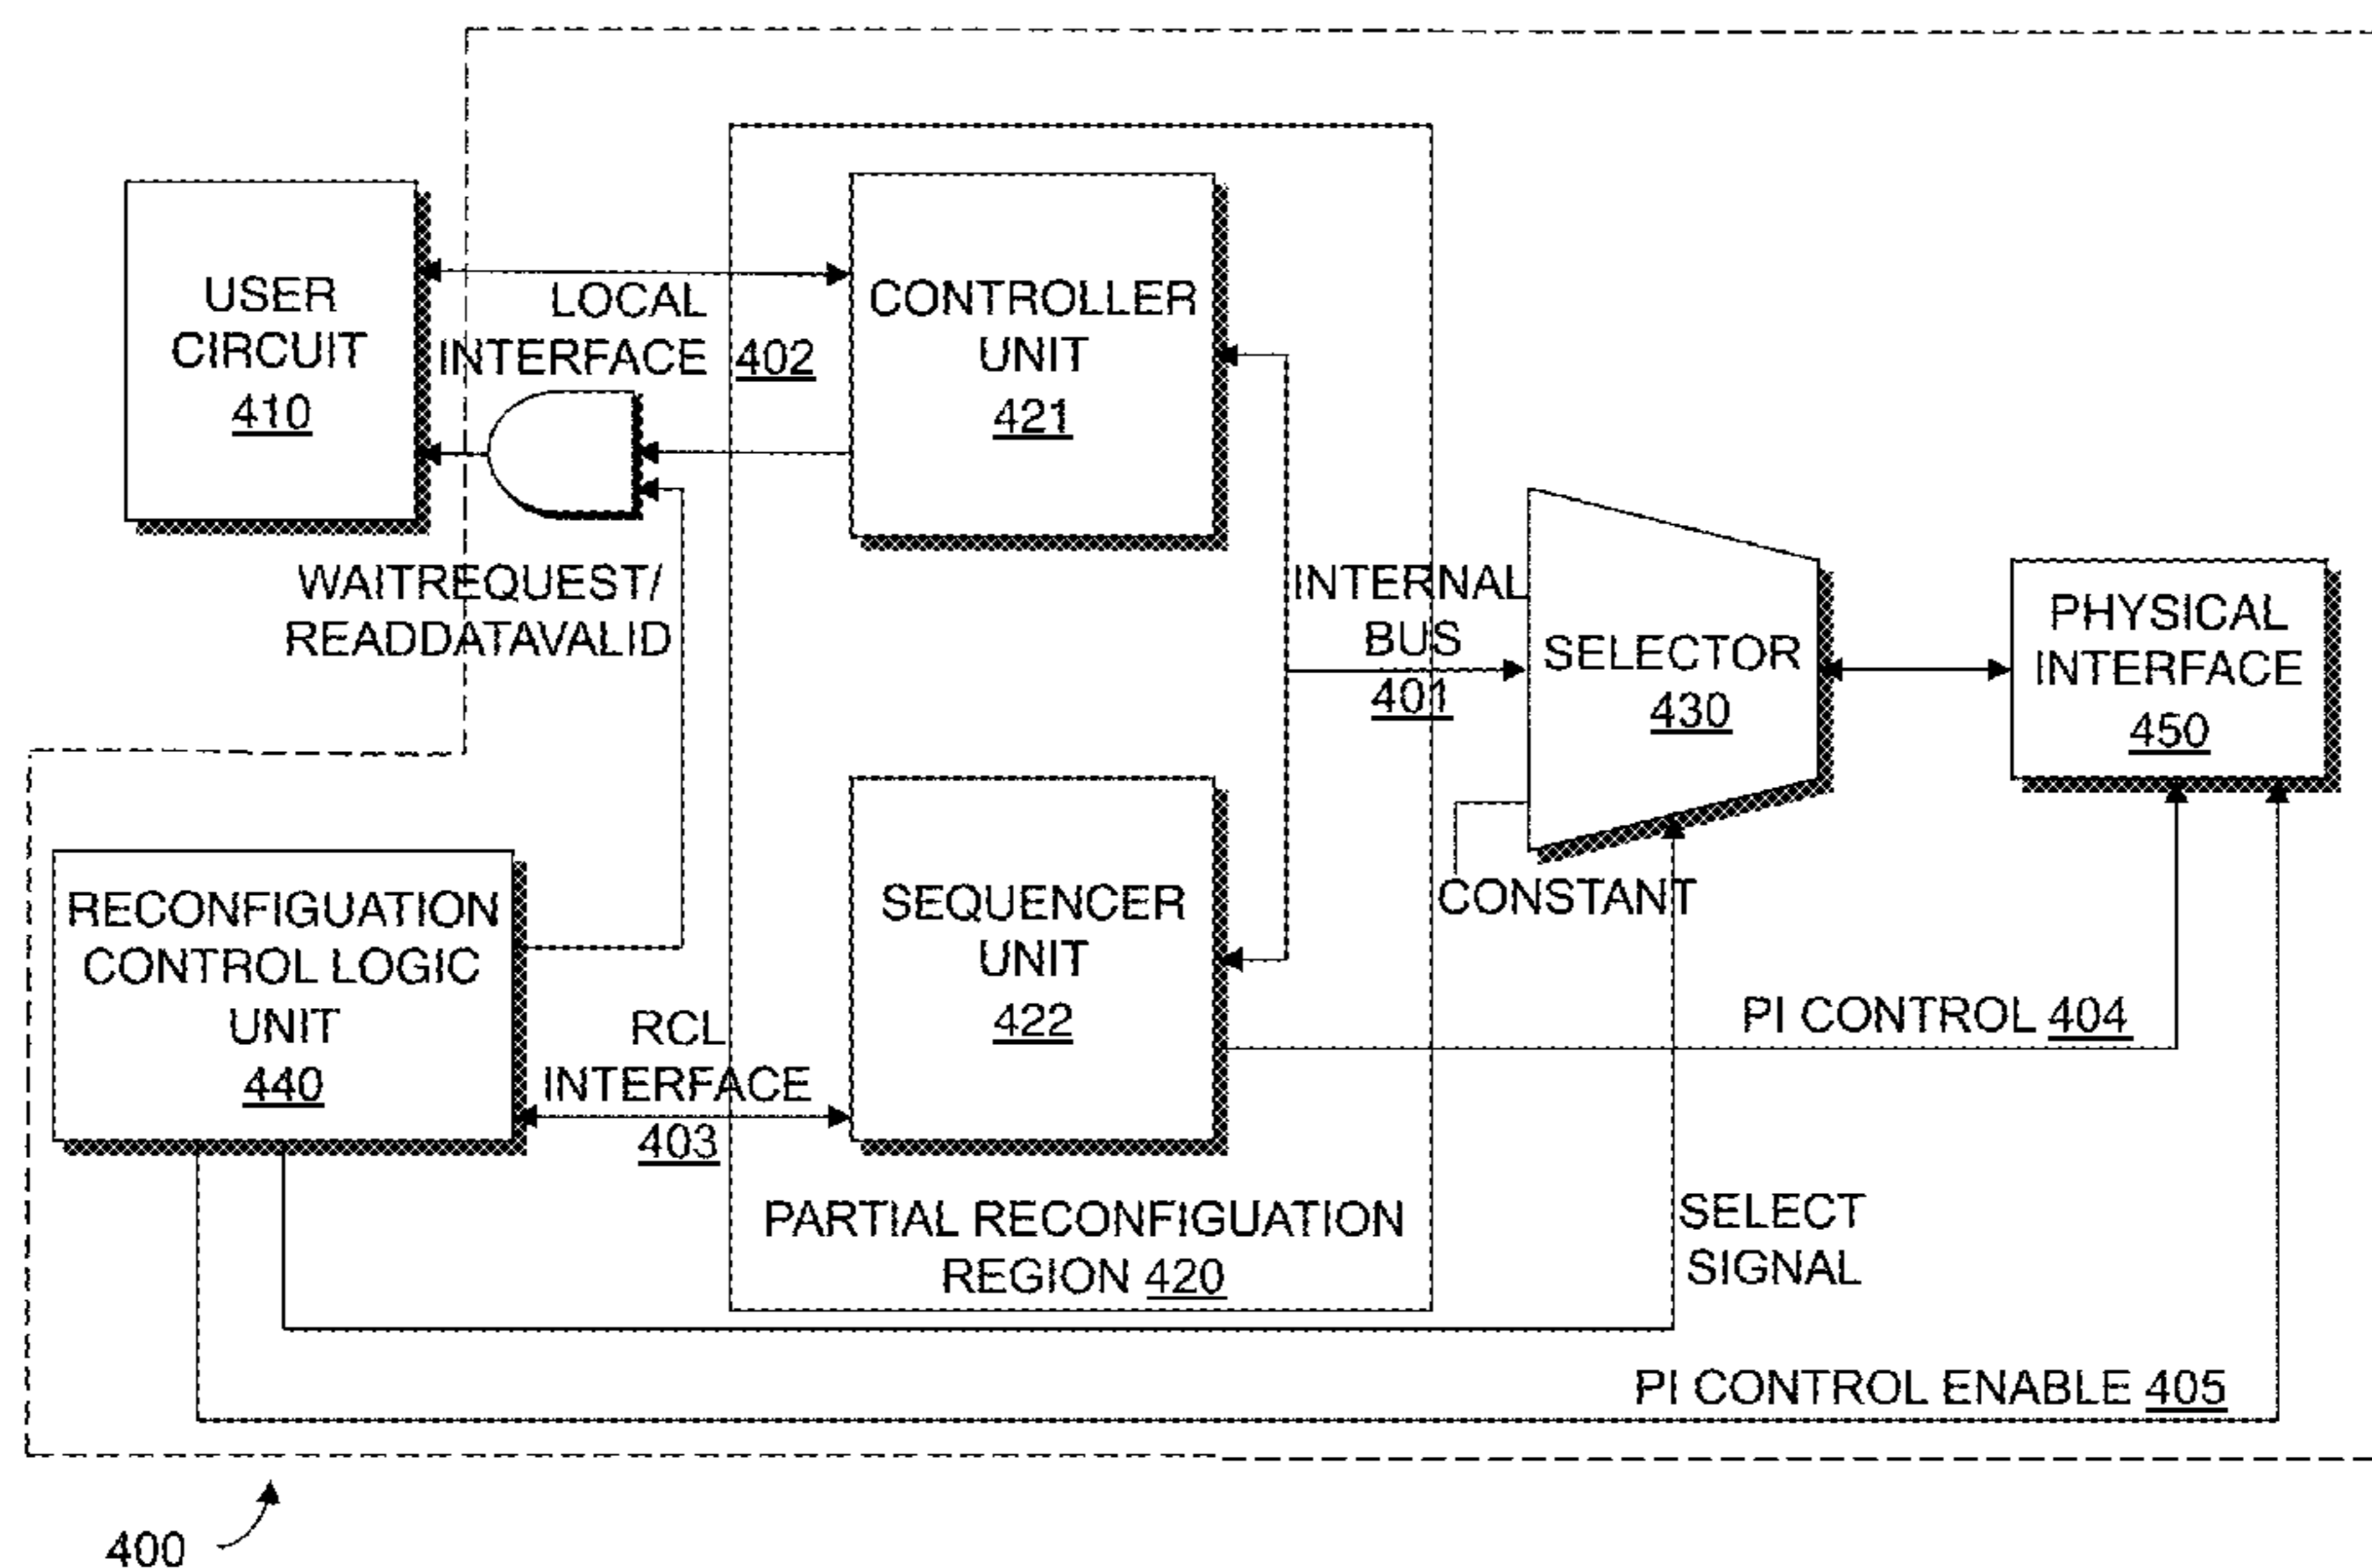 USER
CIRCUIT
410
LOCAL
INTERFACE 402
CONTROLLER
UNIT
421
WAITREQUEST/
READDATAVALID
INTERNAL
BUS
401
SELECTOR
430
PHYSICAL
INTERFACE
450
CONSTANT
RECONFIGUATION
CONTROL LOGIC
UNIT
440
RCL
INTERFACE
403
SEQUENCER
UNIT
422
PI CONTROL 404
PARTIAL RECONFIGUATION
REGION 420
SELECT
SIGNAL
PI CONTROL ENABLE 405
400